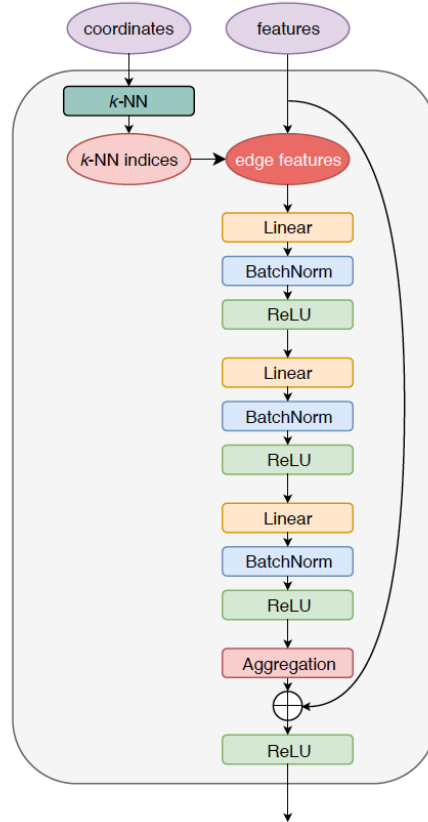 coordinates
features
k-NN
k-NN indices
edge features
Linear
BatchNorm
ReLU
Linear
BatchNorm
ReLU
Linear
BatchNorm
ReLU
Aggregation
ReLU